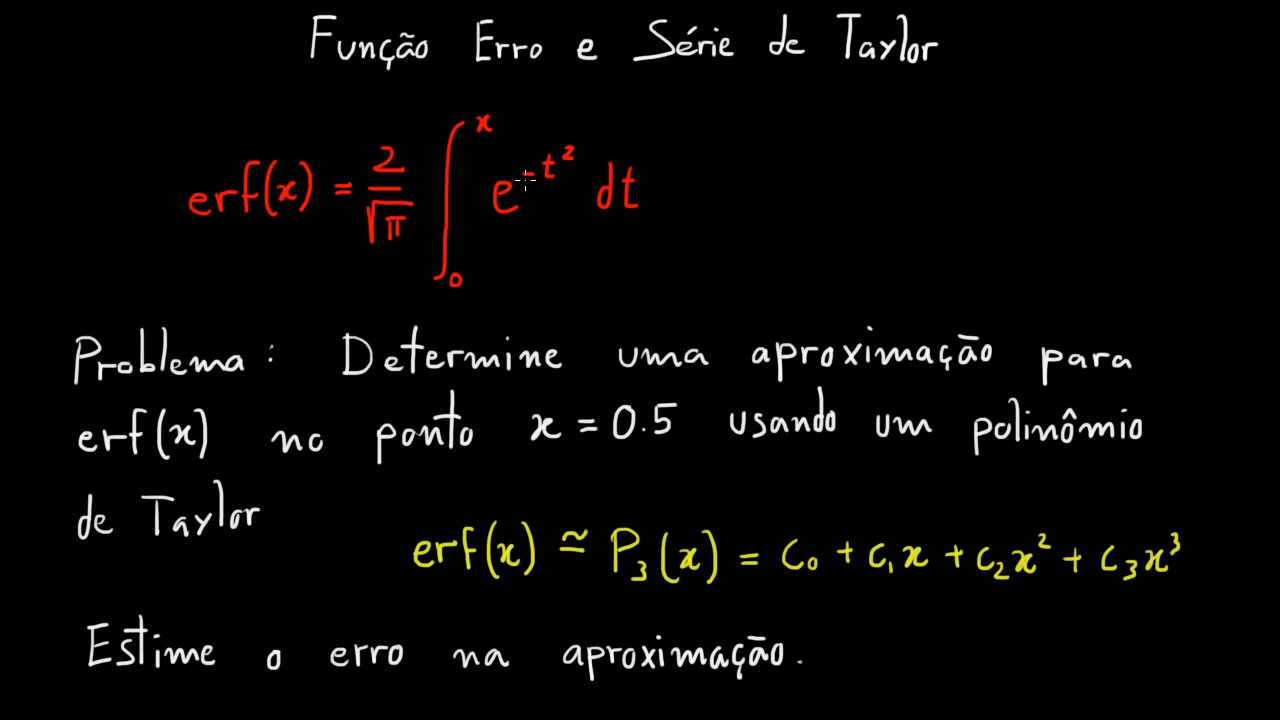 Função Erro e Série de Taylor
erf(x) = 2/√π ∫₀ˣ e^(-t²) dt
Problema: Determine uma aproximação para
erf(x) no ponto x = 0.5 usando um polinômio
de Taylor
erf(x) ≃ P₃(x) = C₀ + C₁x + C₂x² + C₃x³
Estime o erro na aproximação.